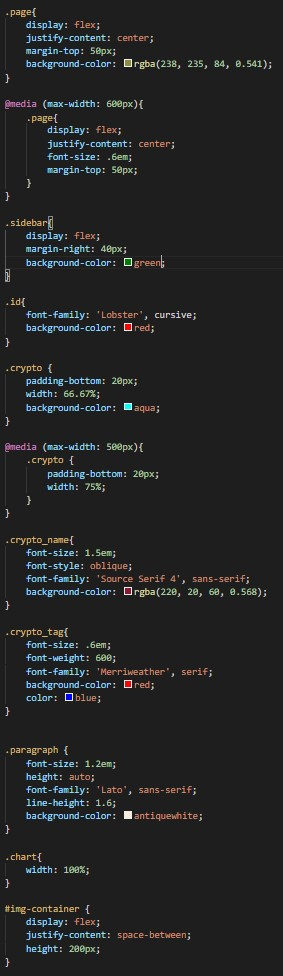 .page{
    display: flex;
    justify-content: center;
    margin-top: 50px;
    background-color: rgba(238, 235, 84, 0.541);
}
@media (max-width: 600px){
    .page{
        display: flex;
        justify-content: center;
        font-size: .6em;
        margin-top: 50px;
    }
}
.sidebar{
    display: flex;
    margin-right: 40px;
    background-color: green;
}
.id{
    font-family: 'Lobster', cursive;
    background-color: red;
}
.crypto {
    padding-bottom: 20px;
    width: 66.67%;
    background-color: aqua;
}
@media (max-width: 500px){
    .crypto {
        padding-bottom: 20px;
        width: 75%;
    }
}
.crypto_name{
    font-size: 1.5em;
    font-style: oblique;
    font-family: 'Source Serif 4', sans-serif;
    background-color: rgba(220, 20, 60, 0.568);
}
.crypto_tag{
    font-size: .6em;
    font-weight: 600;
    font-family: 'Merriweather', serif;
    background-color: red;
    color: blue;
}
.paragraph {
    font-size: 1.2em;
    height: auto;
    font-family: 'Lato', sans-serif;
    line-height: 1.6;
    background-color: antiquewhite;
}
.chart{
    width: 100%;
}
#img-container {
    display: flex;
    justify-content: space-between;
    height: 200px;
}